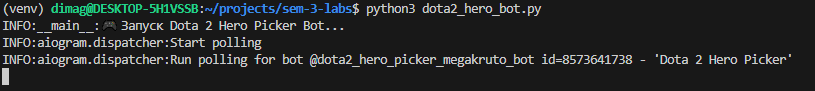 (venv) dimag@DESKTOP-5H1VSSB:~/projects/sem-3-labs$ python3 dota2_hero_bot.py
INFO:__main__:🎮 Запуск Dota 2 Hero Picker Bot...
INFO:aiogram.dispatcher:Start polling
INFO:aiogram.dispatcher:Run polling for bot @dota2_hero_picker_megakruto_bot id=8573641738 - 'Dota 2 Hero Picker'